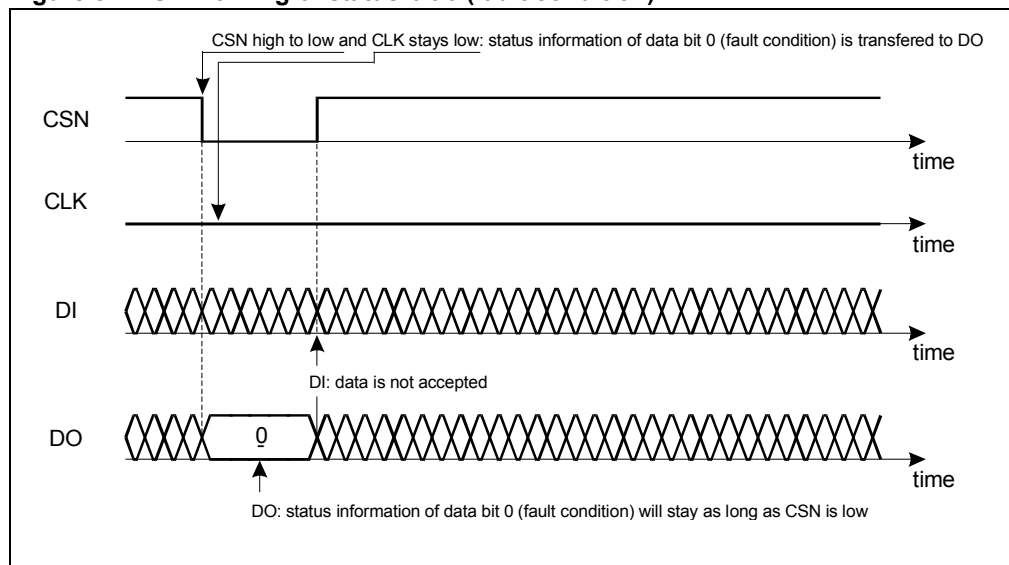 CSN high to low and CLK stays low: status information of data bit 0 (fault condition) is transfered to DO
CSN
time
CLK
time
DI
time
DI: data is not accepted
DO
0
time
DO: status information of data bit 0 (fault condition) will stay as long as CSN is low